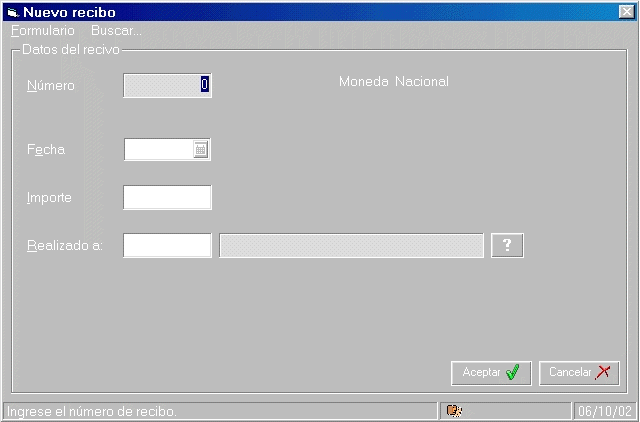 Nuevo recibo
Formulario Buscar...
Datos del recivo
Número 0 Moneda Nacional
Fecha
Importe
Realizado a: ?
Aceptar Cancelar
Ingrese el número de recibo. 06/10/02